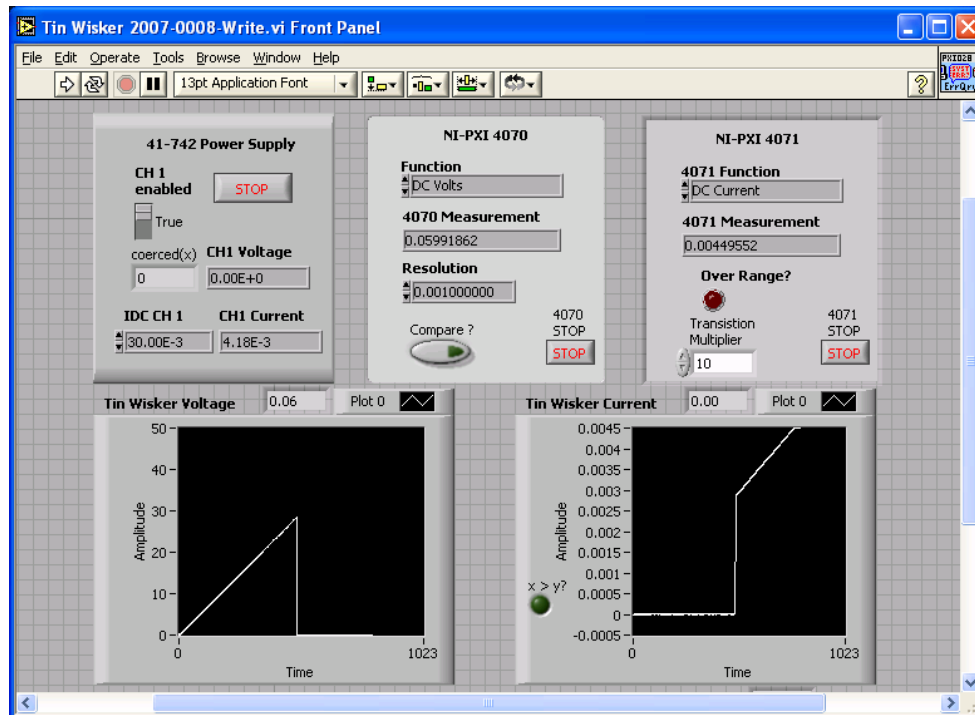 Tin Wisker 2007-0008-Write.vi Front Panel
File Edit Operate Tools Browse Window Help
13pt Application Font
?
PXI028
SYST
ERR?
ErrQry
41-742 Power Supply
CH 1
enabled
STOP
True
coerced(x)
0
CH1 Voltage
0.00E+0
IDC CH 1
30.00E-3
CH1 Current
4.18E-3
NI-PXI 4070
Function
DC Volts
4070 Measurement
0.05991862
Resolution
0.001000000
Compare ?
4070
STOP
STOP
NI-PXI 4071
4071 Function
DC Current
4071 Measurement
0.00449552
Over Range?
Transistion
Multiplier
10
4071
STOP
STOP
Tin Wisker Voltage
0.06
Plot 0
50
40
30
20
10
0
Amplitude
0
1023
Time
Tin Wisker Current
0.00
Plot 0
0.0045
0.004
0.0035
0.003
0.0025
0.002
0.0015
0.001
0.0005
0
-0.0005
Amplitude
x > y?
0
1023
Time